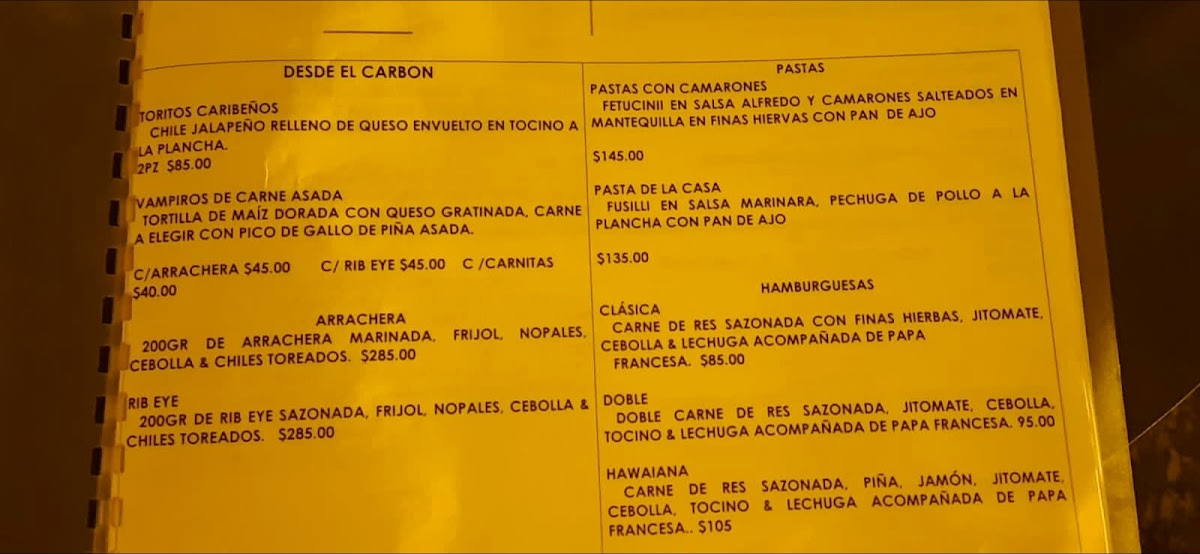 DESDE EL CARBON
TORITOS CARIBEÑOS
CHILE JALAPEÑO RELLENO DE QUESO ENVUELTO EN TOCINO A
LA PLANCHA.
2PZ $85.00
VAMPIROS DE CARNE ASADA
TORTILLA DE MAÍZ DORADA CON QUESO GRATINADA, CARNE
A ELEGIR CON PICO DE GALLO DE PIÑA ASADA.
C/ARRACHERA $45.00 C/ RIB EYE $45.00 C /CARNITAS
$40.00
ARRACHERA
200GR DE ARRACHERA MARINADA, FRIJOL, NOPALES,
CEBOLLA & CHILES TOREADOS. $285.00
RIB EYE
200GR DE RIB EYE SAZONADA, FRIJOL, NOPALES, CEBOLLA &
CHILES TOREADOS. $285.00
PASTAS
PASTAS CON CAMARONES
FETUCINII EN SALSA ALFREDO Y CAMARONES SALTEADOS EN
MANTEQUILLA EN FINAS HIERVAS CON PAN DE AJO
$145.00
PASTA DE LA CASA
FUSILLI EN SALSA MARINARA, PECHUGA DE POLLO A LA
PLANCHA CON PAN DE AJO
$135.00
HAMBURGUESAS
CLÁSICA
CARNE DE RES SAZONADA CON FINAS HIERBAS, JITOMATE,
CEBOLLA & LECHUGA ACOMPAÑADA DE PAPA
FRANCESA. $85.00
DOBLE
DOBLE CARNE DE RES SAZONADA, JITOMATE, CEBOLLA,
TOCINO & LECHUGA ACOMPAÑADA DE PAPA FRANCESA. 95.00
HAWAIANA
CARNE DE RES SAZONADA, PIÑA, JAMÓN, JITOMATE,
CEBOLLA, TOCINO & LECHUGA ACOMPAÑADA DE PAPA
FRANCESA.. $105